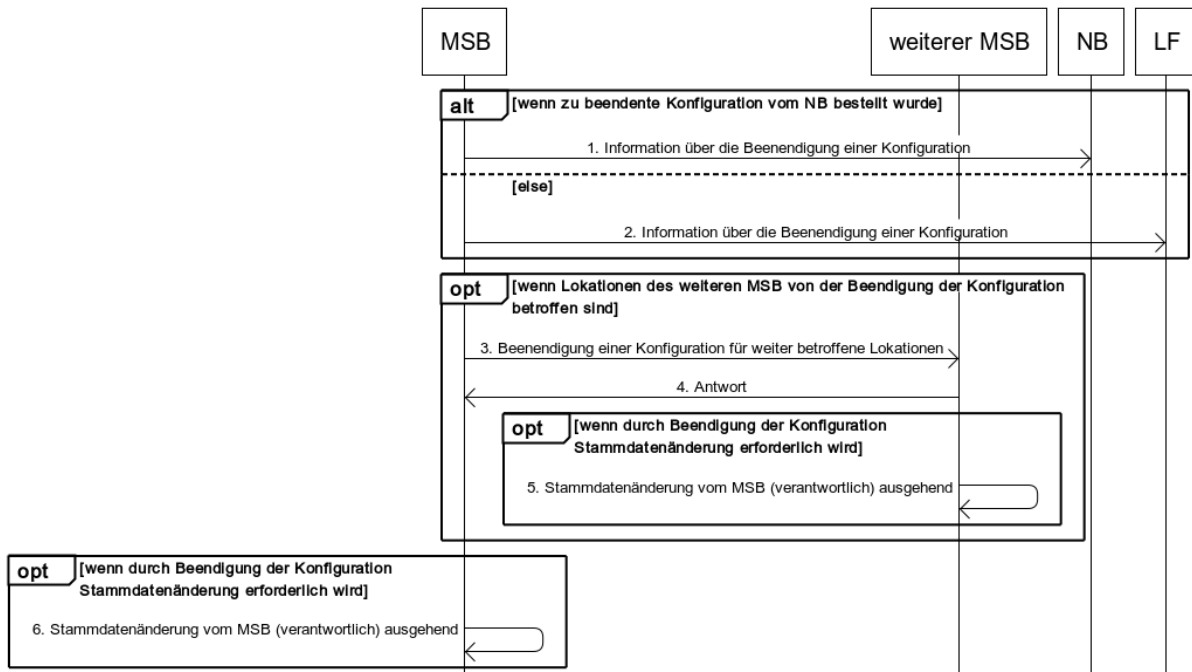 MSB
weiterer MSB
NB
LF
alt
[wenn zu beendente Konfiguration vom NB bestellt wurde]
1. Information über die Beenendigung einer Konfiguration
[else]
2. Information über die Beenendigung einer Konfiguration
opt
[wenn Lokationen des weiteren MSB von der Beendigung der Konfiguration
betroffen sind]
3. Beenendigung einer Konfiguration für weiter betroffene Lokationen
4. Antwort
opt
[wenn durch Beendigung der Konfiguration
Stammdatenänderung erforderlich wird]
5. Stammdatenänderung vom MSB (verantwortlich) ausgehend
opt
[wenn durch Beendigung der Konfiguration
Stammdatenänderung erforderlich wird]
6. Stammdatenänderung vom MSB (verantwortlich) ausgehend